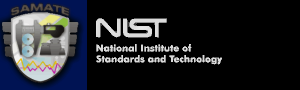 SAMATE
NIST
National Institute of
Standards and Technology